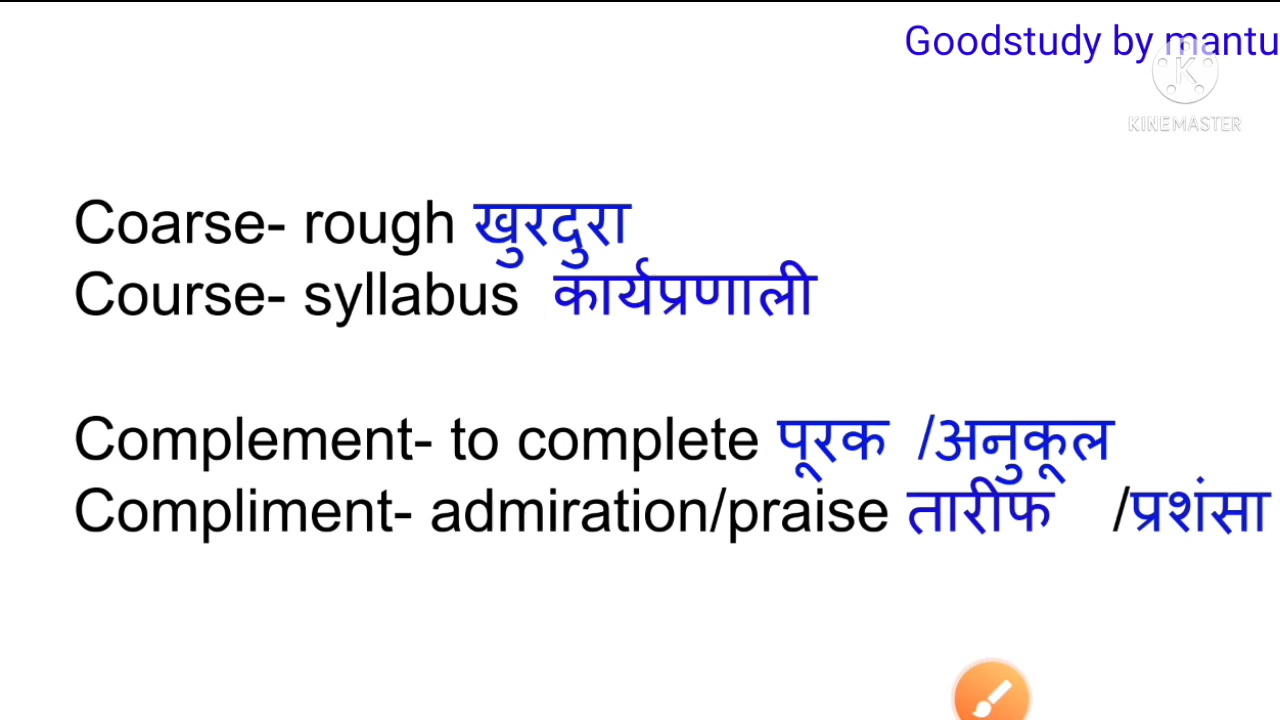 Goodstudy by mantu
KINEMASTER
Coarse- rough खुरदुरा
Course- syllabus कार्यप्रणाली
Complement- to complete पूरक /अनुकूल
Compliment- admiration/praise तारीफ /प्रशंसा